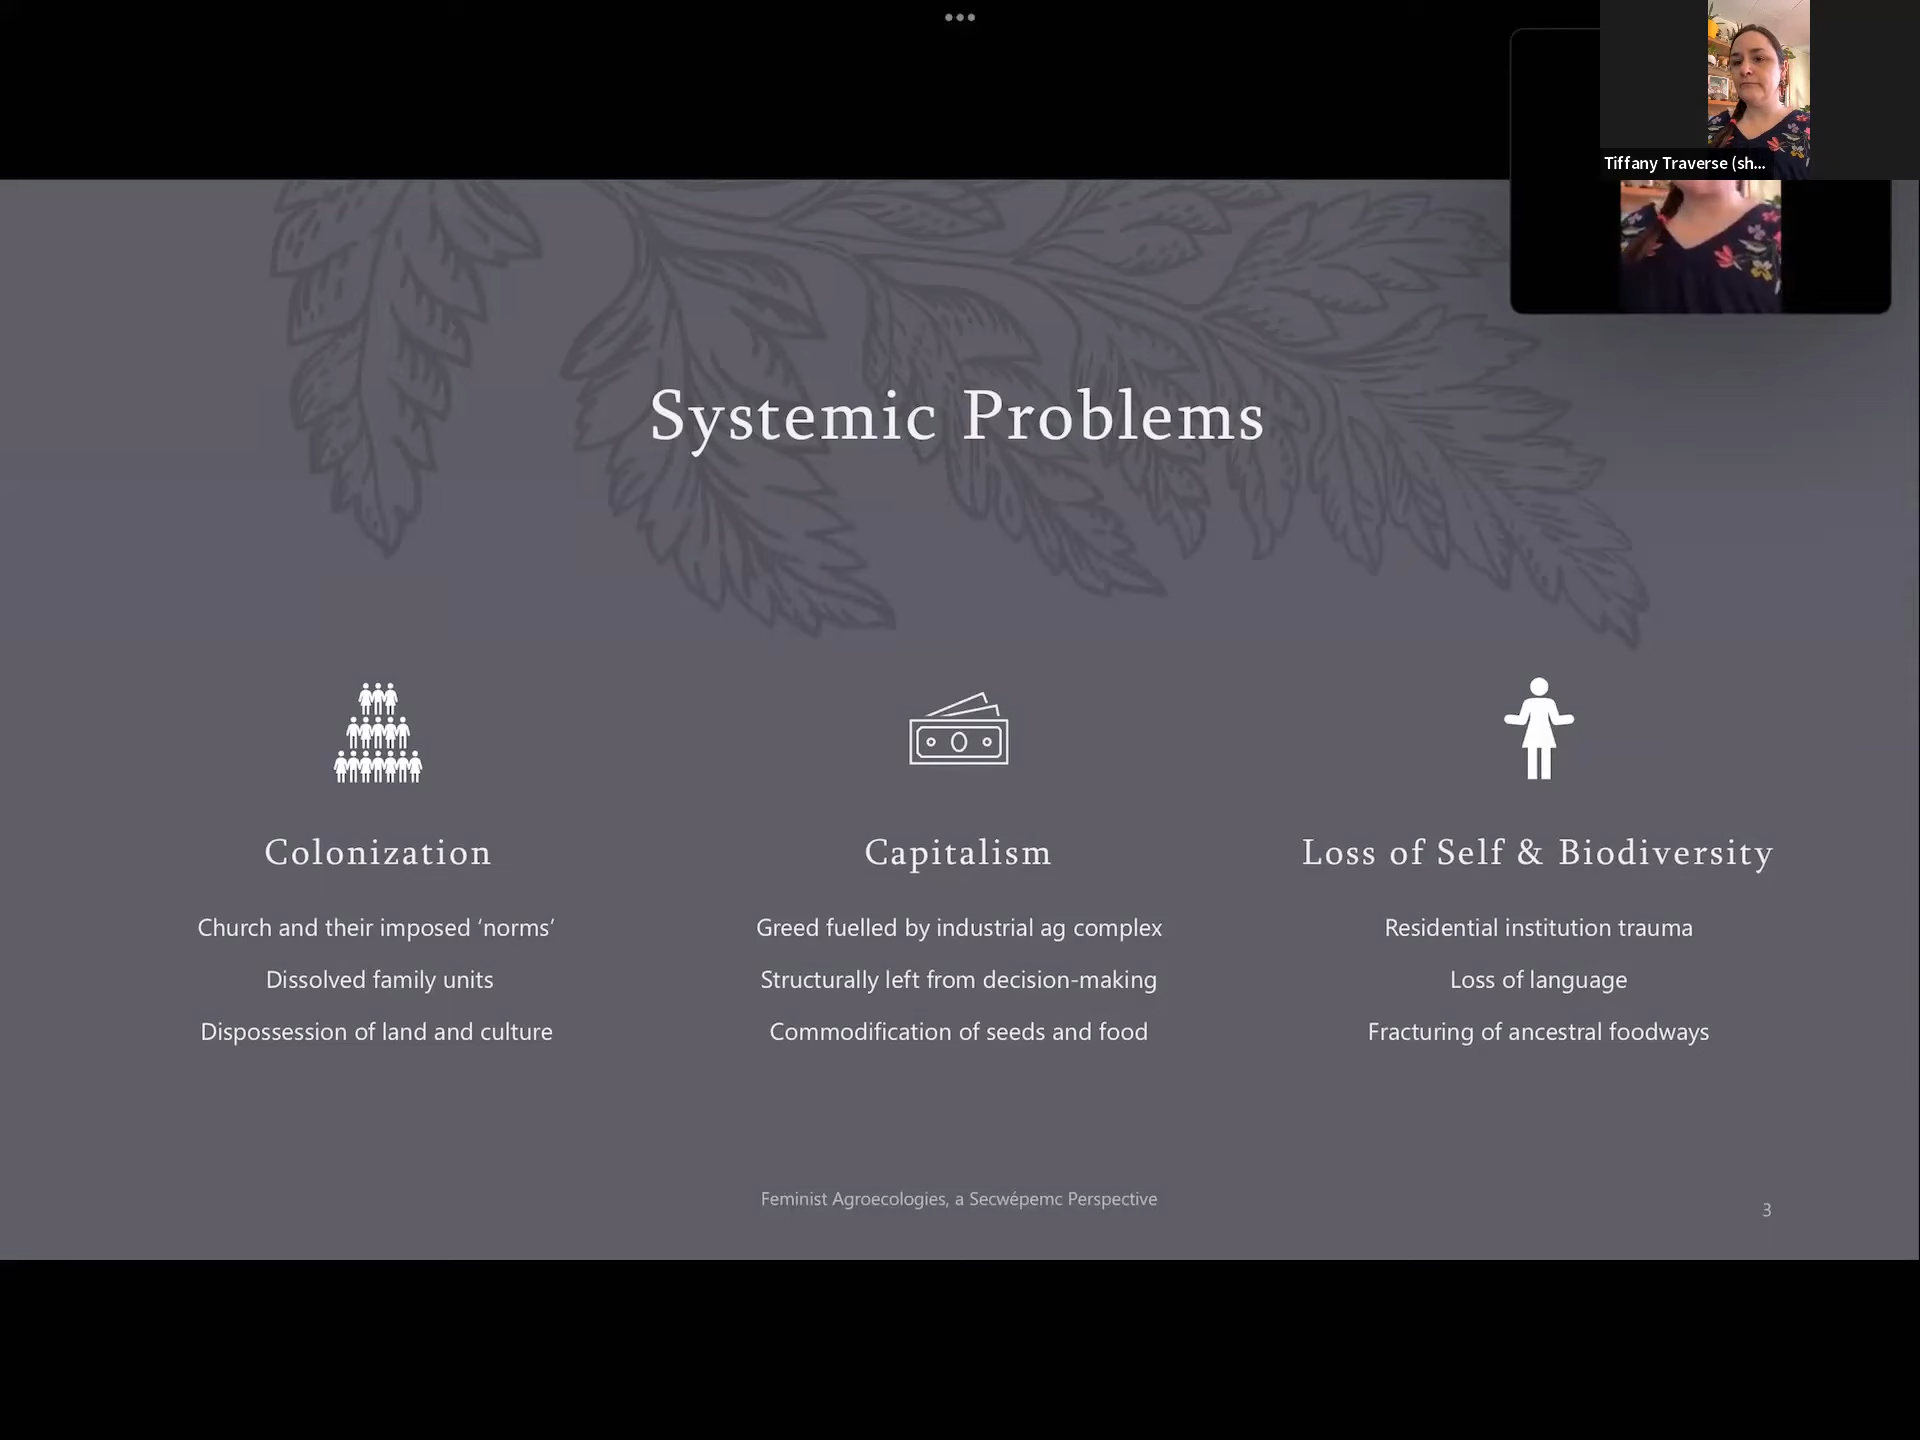 Tiffany Traverse (sh...
Systemic Problems
Colonization
Church and their imposed ‘norms’
Dissolved family units
Dispossession of land and culture
Capitalism
Greed fuelled by industrial ag complex
Structurally left from decision-making
Commodification of seeds and food
Loss of Self & Biodiversity
Residential institution trauma
Loss of language
Fracturing of ancestral foodways
Feminist Agroecologies, a Secwépemc Perspective
3